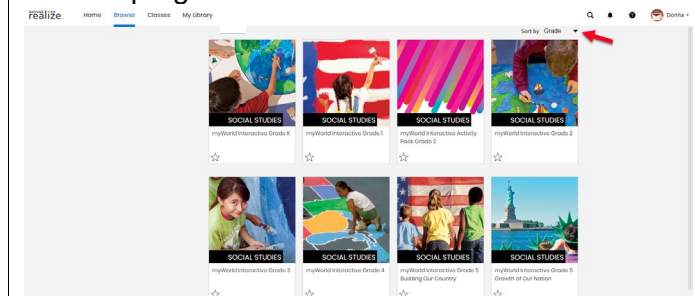 realize.
Home Browse Classes My Library
Donna
Sort by Grade
SOCIAL STUDIES SOCIAL STUDIES SOCIAL STUDIES SOCIAL STUDIES
myWorld Interactive Grade K myWorld Interactive Grade 1 myWorld Interactive Activity myWorld Interactive Grade 2
Pack Grade 2
SOCIAL STUDIES SOCIAL STUDIES SOCIAL STUDIES SOCIAL STUDIES
myWorld Interactive Grade 3 myWorld Interactive Grade 4 myWorld Interactive Grade 5 myWorld Interactive Grade 5
Building Our Country Growth of Our Nation